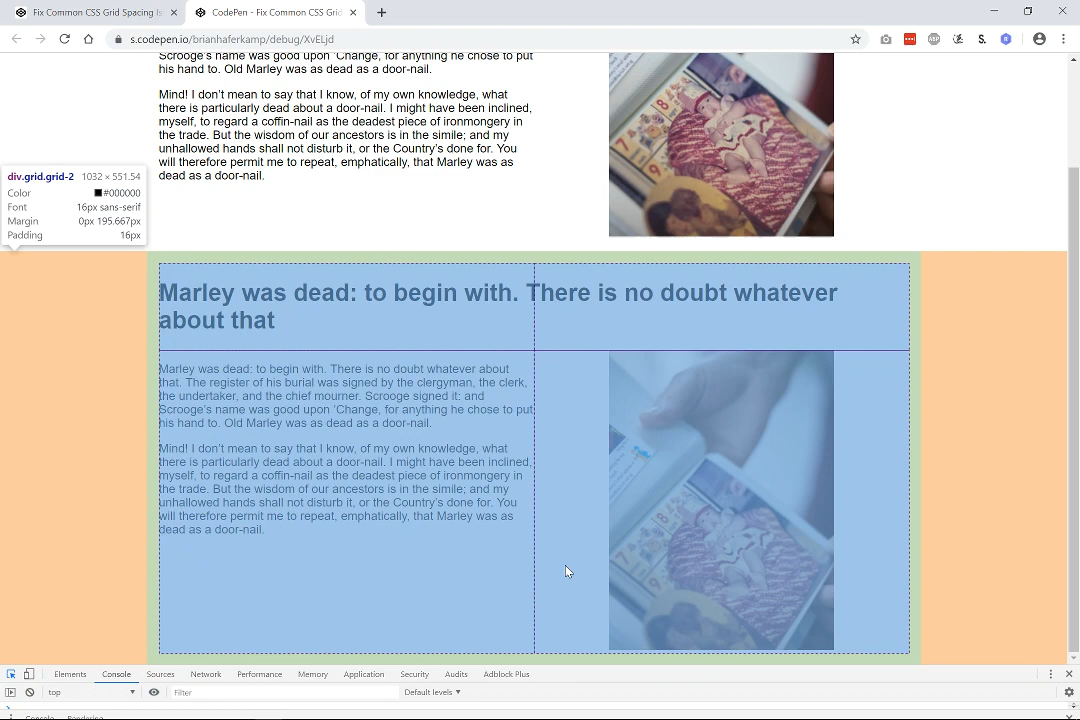 Fix Common CSS Grid Spacing Is
CodePen - Fix Common CSS Grid
s.codepen.io/brianhaferkamp/debug/XvELjd
ABP
S.
R
Scrooge's name was good upon 'Change, for anything he chose to put
his hand to. Old Marley was as dead as a door-nail.
Mind! I don't mean to say that I know, of my own knowledge, what
there is particularly dead about a door-nail. I might have been inclined,
myself, to regard a coffin-nail as the deadest piece of ironmongery in
the trade. But the wisdom of our ancestors is in the simile; and my
unhallowed hands shall not disturb it, or the Country's done for. You
will therefore permit me to repeat, emphatically, that Marley was as
dead as a door-nail.
div.grid.grid-2 1032 × 551.54
Color #000000
Font 16px sans-serif
Margin 0px 195.667px
Padding 16px
Marley was dead: to begin with. There is no doubt whatever
about that
Marley was dead: to begin with. There is no doubt whatever about
that. The register of his burial was signed by the clergyman, the clerk,
the undertaker, and the chief mourner. Scrooge signed it: and
Scrooge's name was good upon 'Change, for anything he chose to put
his hand to. Old Marley was as dead as a door-nail.
Mind! I don't mean to say that I know, of my own knowledge, what
there is particularly dead about a door-nail. I might have been inclined,
myself, to regard a coffin-nail as the deadest piece of ironmongery in
the trade. But the wisdom of our ancestors is in the simile; and my
unhallowed hands shall not disturb it, or the Country's done for. You
will therefore permit me to repeat, emphatically, that Marley was as
dead as a door-nail.
Elements Console Sources Network Performance Memory Application Security Audits Adblock Plus
top Filter Default levels
Console Rendering